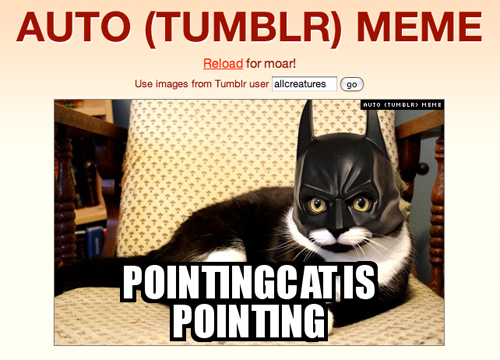 AUTO (TUMBLR) MEME
Reload for moar!
Use images from Tumblr user allcreatures go
AUTO (TUMBLR) MEME
POINTINGCAT IS
POINTING